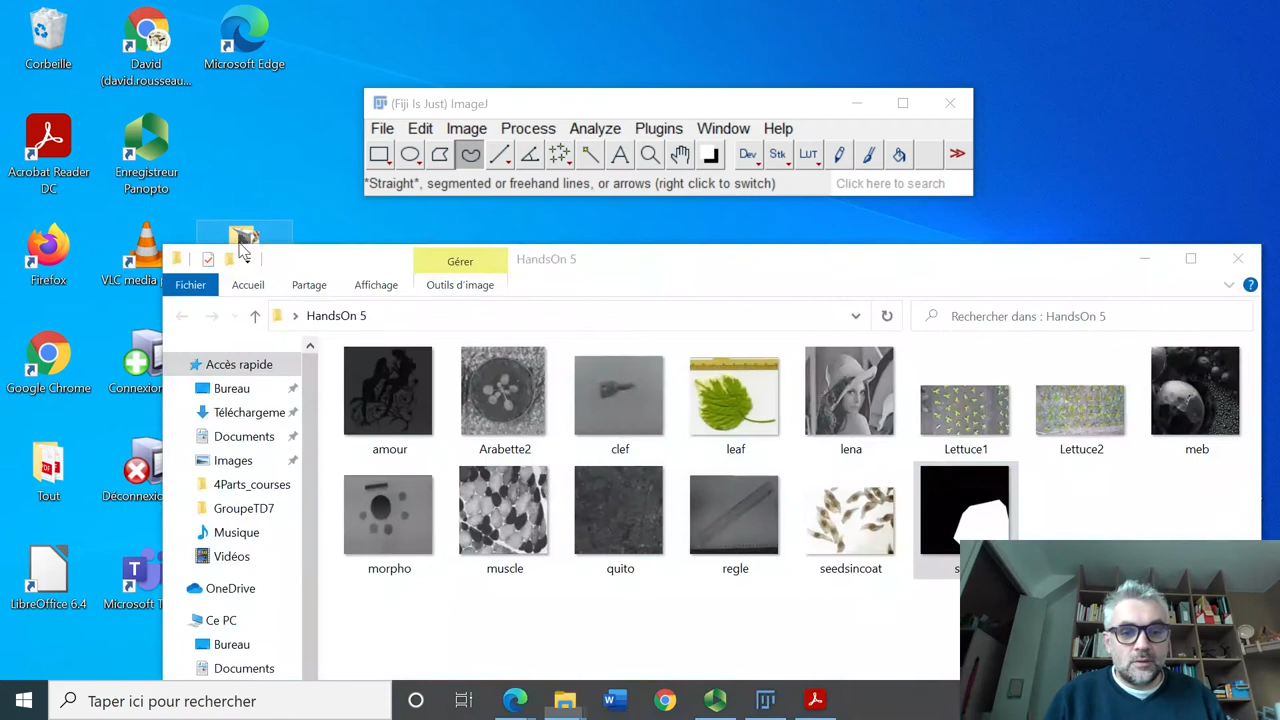 Corbeille
David
(david.rousseau...
Microsoft Edge
Acrobat Reader
DC
Enregistreur
Panopto
Firefox
VLC media
Google Chrome
Connexion
Tout
Déconnexio
LibreOffice 6.4
Microsoft T
(Fiji Is Just) ImageJ
File Edit Image Process Analyze Plugins Window Help
Dev Stk LUT
*Straight*, segmented or freehand lines, or arrows (right click to switch)
Click here to search
Gérer
HandsOn 5
Fichier Accueil Partage Affichage Outils d'image
HandsOn 5
Rechercher dans : HandsOn 5
Accès rapide
Bureau
Téléchargeme
Documents
Images
4Parts_courses
GroupeTD7
Musique
Vidéos
OneDrive
Ce PC
Bureau
Documents
amour Arabette2 clef leaf lena Lettuce1 Lettuce2 meb
morpho muscle quito regle seedsincoat
Taper ici pour rechercher